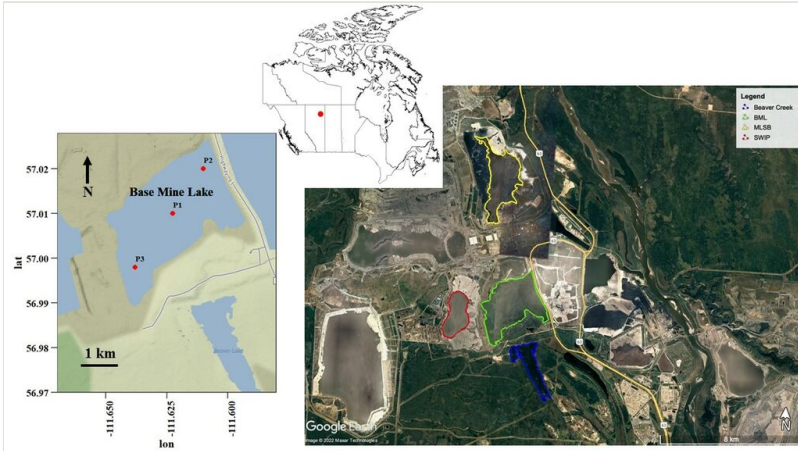 Legend
Beaver Creek
BML
MLSB
SWIP
57.02
57.01
57.00
56.99
56.98
56.97
lat
N
P2
Base Mine Lake
P1
P3
1 km
-111.650
-111.625
-111.600
lon
Google Earth
Image © 2022 Maxar Technologies
8 km
N